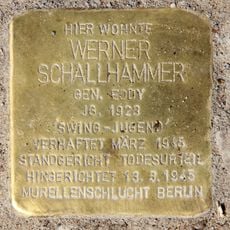 HIER WOHNTE
WERNER
SCHALLHAMMER
GEN. EDDY
JG. 1923
'SWING-JUGEND'
VERHAFTET MÄRZ 1945
STANDGERICHT TODESURTEIL
HINGERICHTET 13.3.1945
MURELLENSCHLUCHT BERLIN